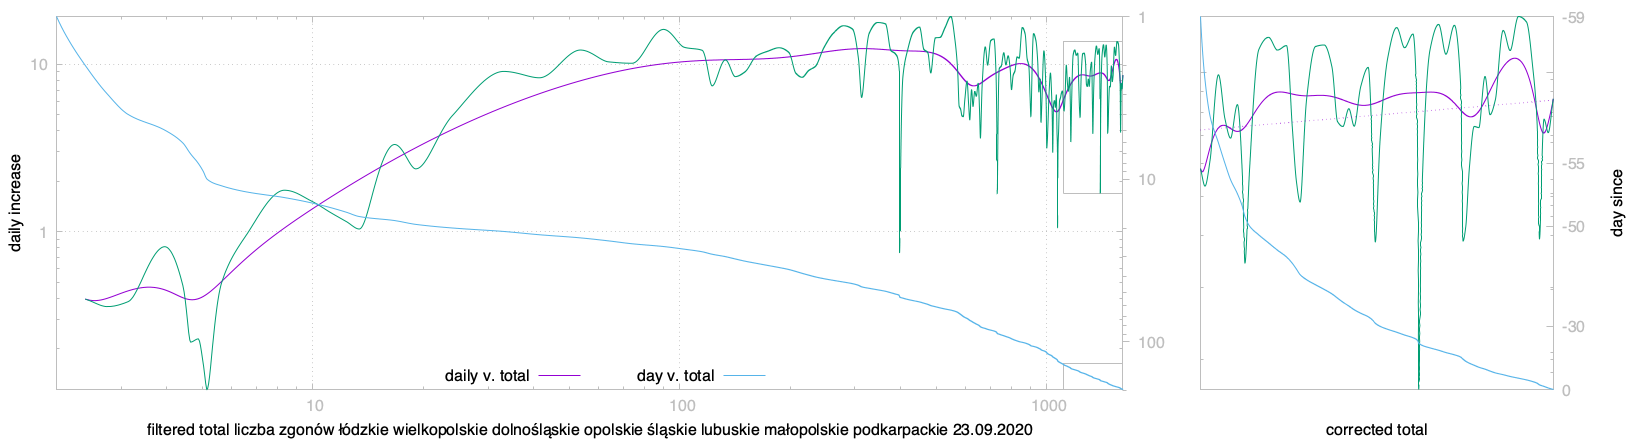 daily increase
10
1
1
10
100
daily v. total
day v. total
10
100
1000
filtered total liczba zgonów łódzkie wielkopolskie dolnośląskie opolskie śląskie lubuskie małopolskie podkarpackie 23.09.2020
-59
-55
-50
-30
0
day since
corrected total